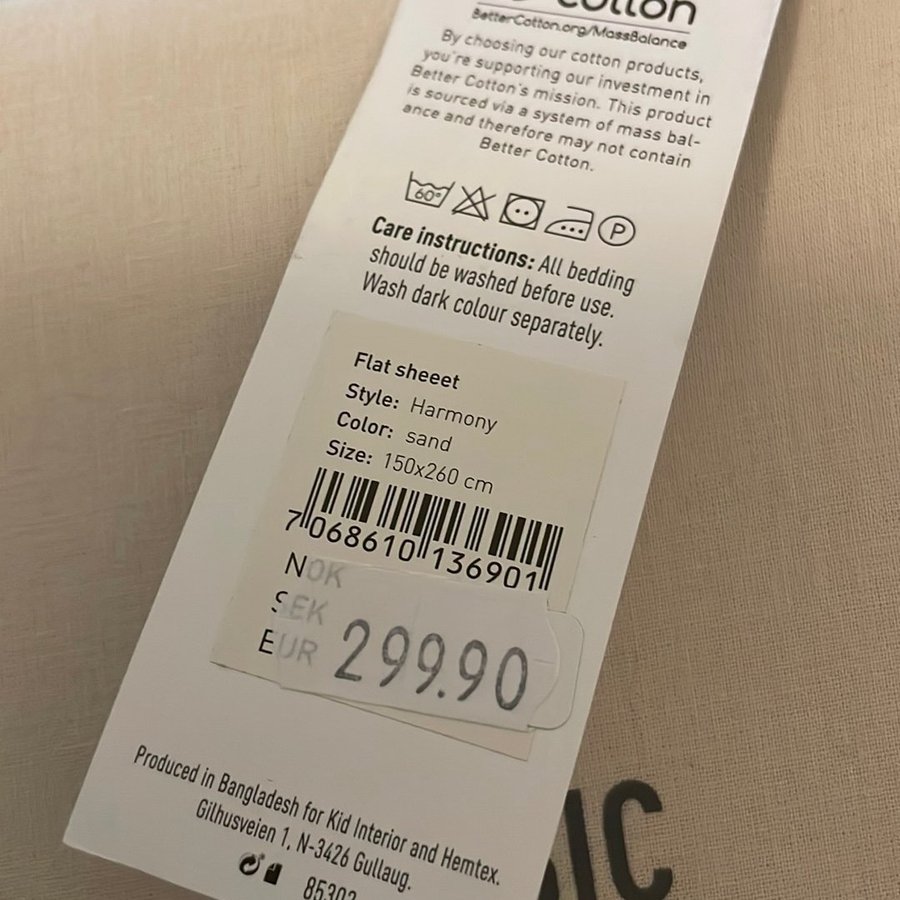 cotton
BetterCotton.org/MassBalance
By choosing our cotton products,
you're supporting our investment in
Better Cotton's mission. This product
is sourced via a system of mass bal-
ance and therefore may not contain
Better Cotton.
60°
P
Care instructions: All bedding
should be washed before use.
Wash dark colour separately.
Flat sheeet
Style: Harmony
Color: sand
Size: 150x260 cm
7 068610 136901
NOK
SEK
EUR
299.90
Produced in Bangladesh for Kid Interior and Hemtex.
Gilhusveien 1, N-3426 Gullaug.